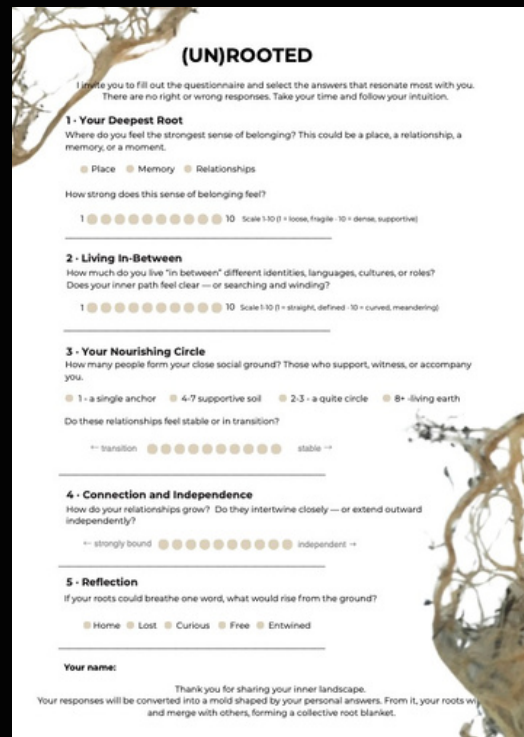 (UN)ROOTED
I invite you to fill out the questionnaire and select the answers that resonate most with you.
There are no right or wrong responses. Take your time and follow your intuition.
1 · Your Deepest Root
Where do you feel the strongest sense of belonging? This could be a place, a relationship, a
memory, or a moment.
Place Memory Relationships
How strong does this sense of belonging feel?
1 10 Scale 1-10 (1 = loose, fragile · 10 = dense, supportive)
2 · Living In-Between
How much do you live "in between" different identities, languages, cultures, or roles?
Does your inner path feel clear — or searching and winding?
1 10 Scale 1-10 (1 = straight, defined · 10 = curved, meandering)
3 · Your Nourishing Circle
How many people form your close social ground? Those who support, witness, or accompany
you.
1 - a single anchor 4-7 supportive soil 2-3 - a quite circle 8+ -living earth
Do these relationships feel stable or in transition?
← transition stable →
4 · Connection and Independence
How do your relationships grow? Do they intertwine closely — or extend outward
independently?
← strongly bound independent →
5 · Reflection
If your roots could breathe one word, what would rise from the ground?
Home Lost Curious Free Entwined
Your name:
Thank you for sharing your inner landscape.
Your responses will be converted into a mold shaped by your personal answers. From it, your roots
and merge with others, forming a collective root blanket.